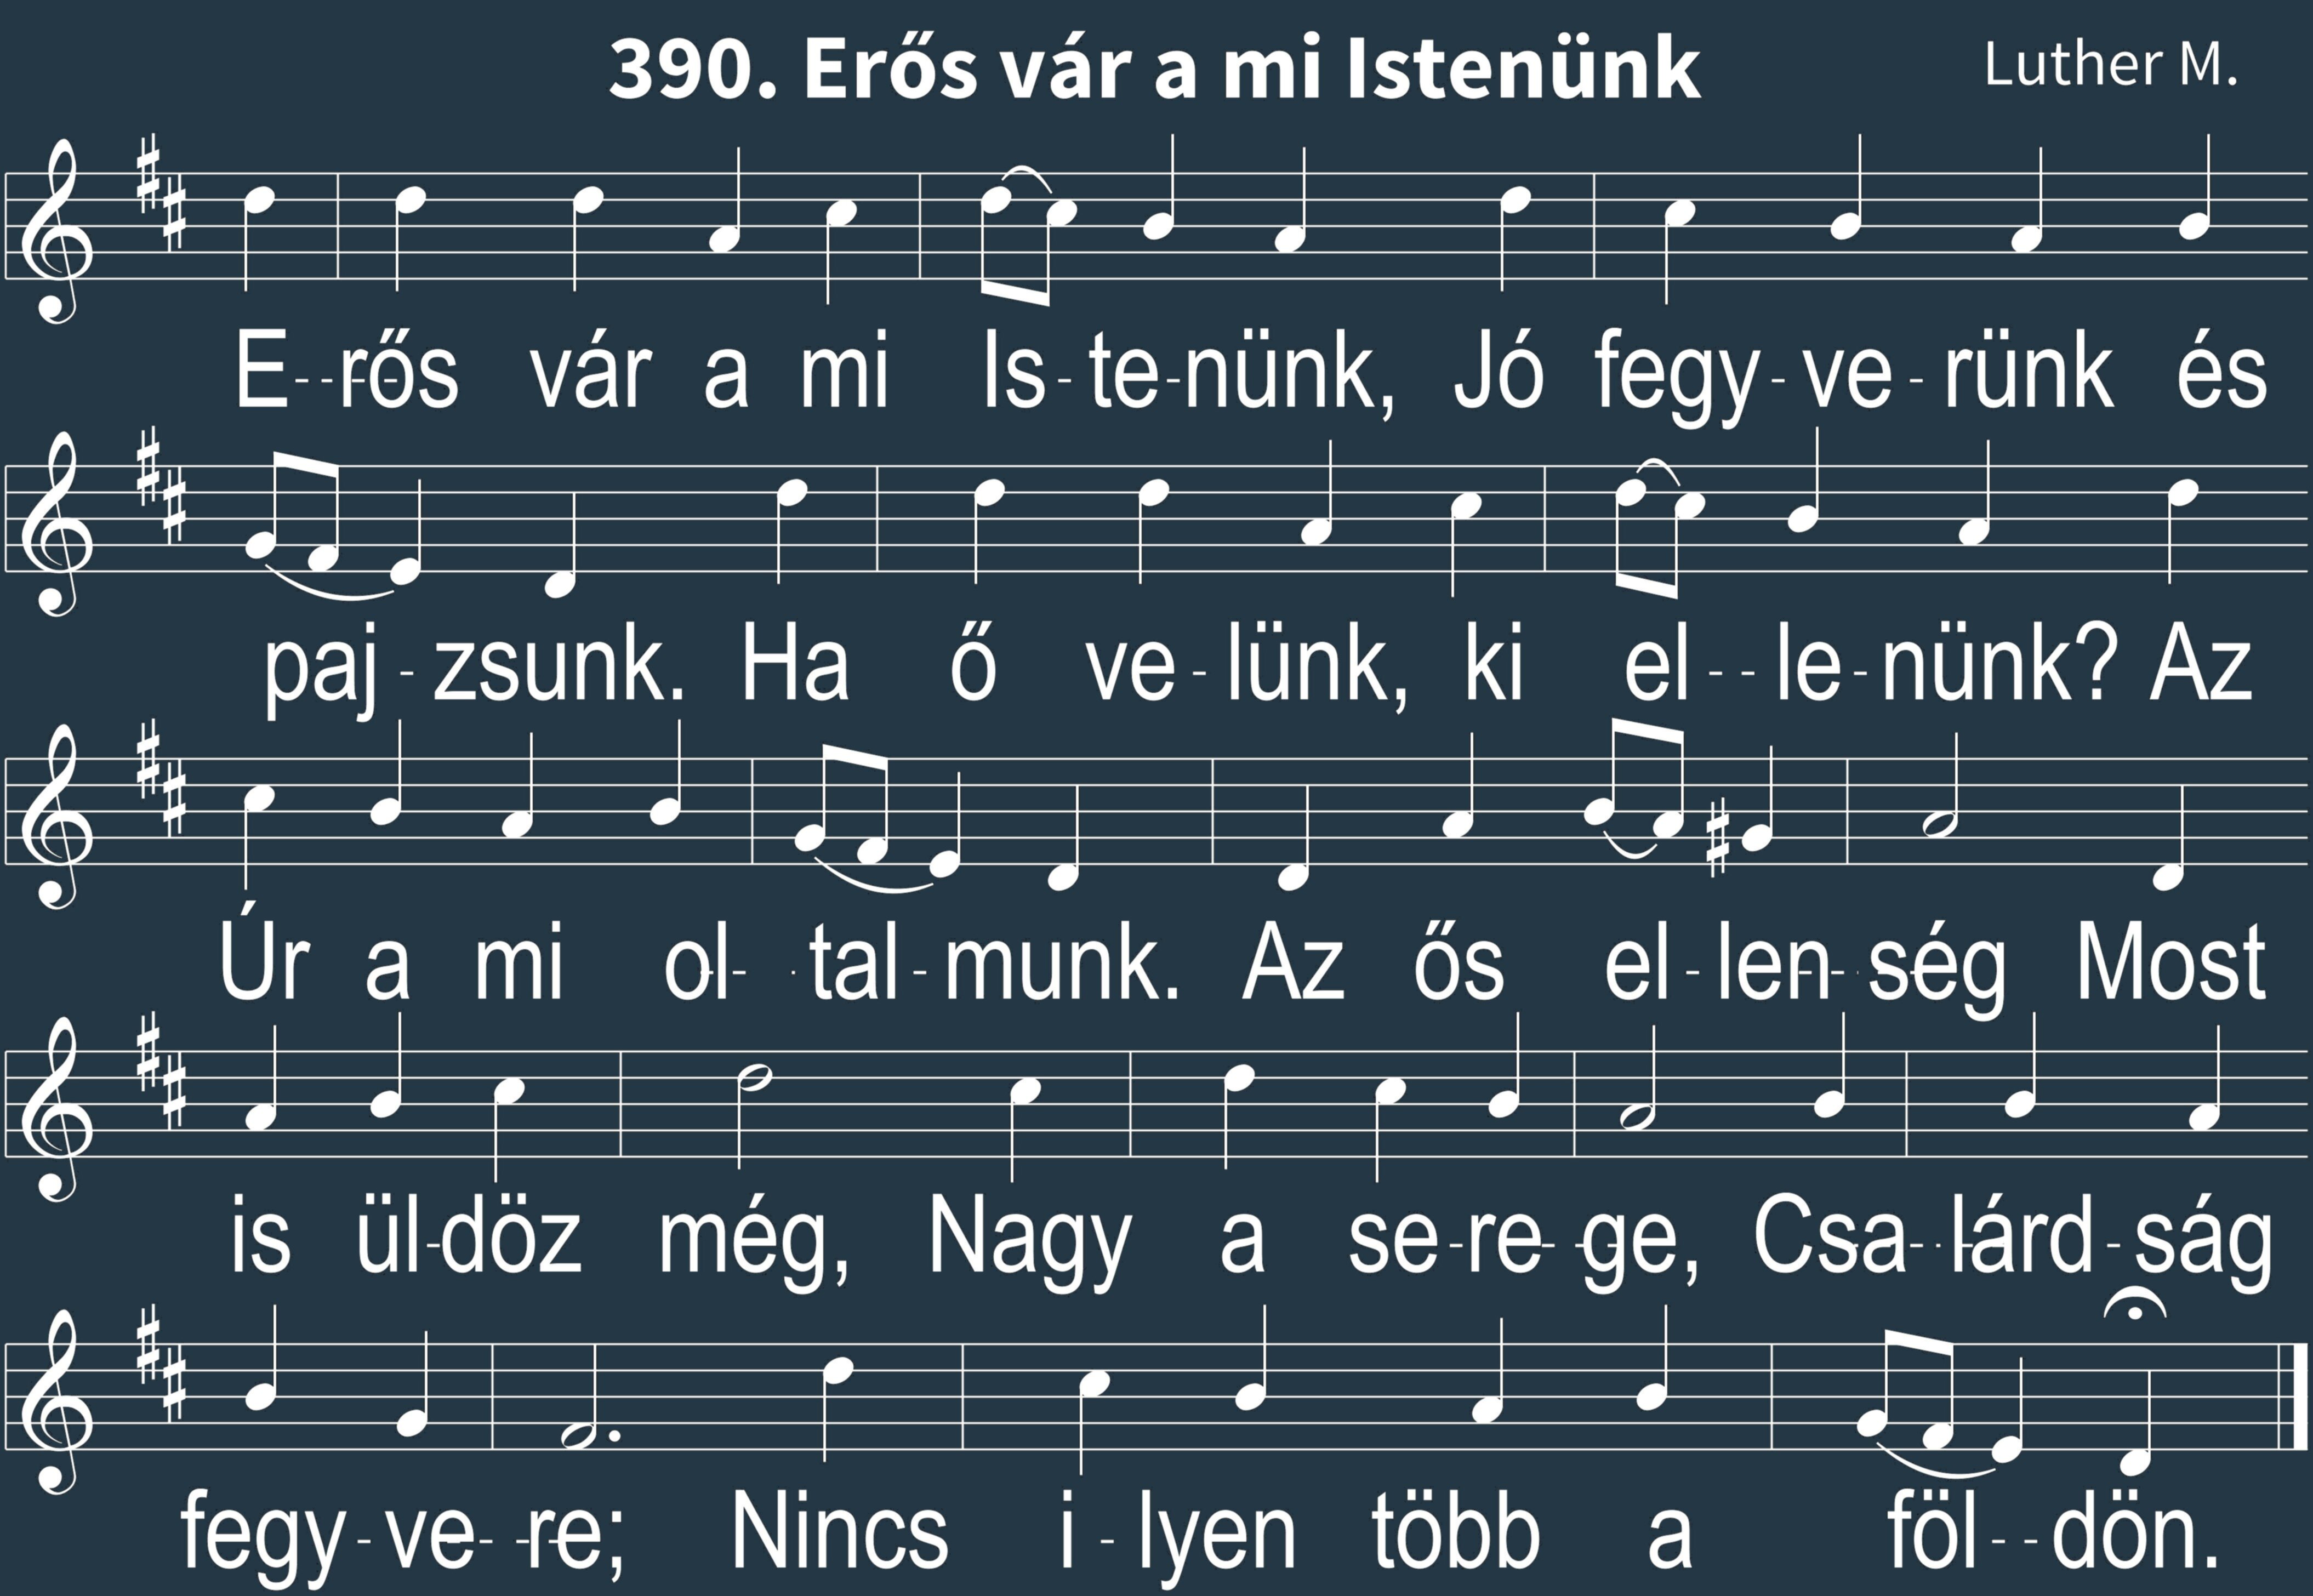 390. Erős vár a mi Istenünk
Luther M.
E--rős vár a mi Is-te-nünk, Jó fegy-ve-rünk és
paj-zsunk. Ha ő ve-lünk, ki el--le-nünk? Az
Úr a mi ol--tal-munk. Az ős el-len--ség Most
is ül-döz még, Nagy a se-re--ge, Csa--lárd-ság
fegy-ve--re; Nincs i-lyen több a föl--dön.